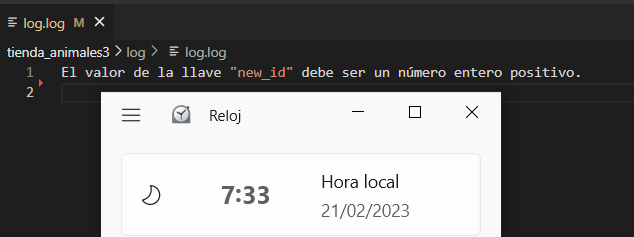 log.log M
tienda_animales3 > log > log.log
1 El valor de la llave "new_id" debe ser un número entero positivo.
2
Reloj
7:33
Hora local
21/02/2023